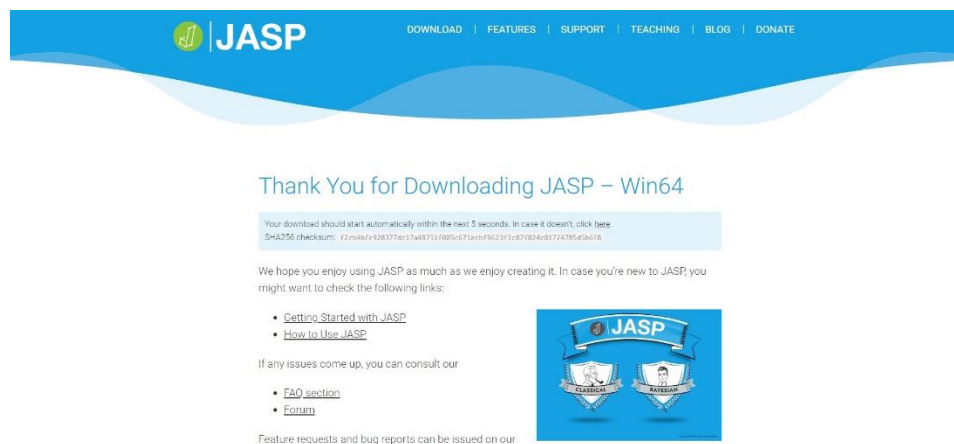 JASP
DOWNLOAD | FEATURES | SUPPORT | TEACHING | BLOG | DONATE
Thank You for Downloading JASP – Win64
Your download should start automatically within the next 5 seconds. In case it doesn't, click here.
SHA256 checksum:
We hope you enjoy using JASP as much as we enjoy creating it. In case you're new to JASP, you
might want to check the following links:
• Getting Started with JASP
• How to Use JASP
If any issues come up, you can consult our
• FAQ section
• Forum
Feature requests and bug reports can be issued on our
JASP
CLASSICAL
BAYESIAN